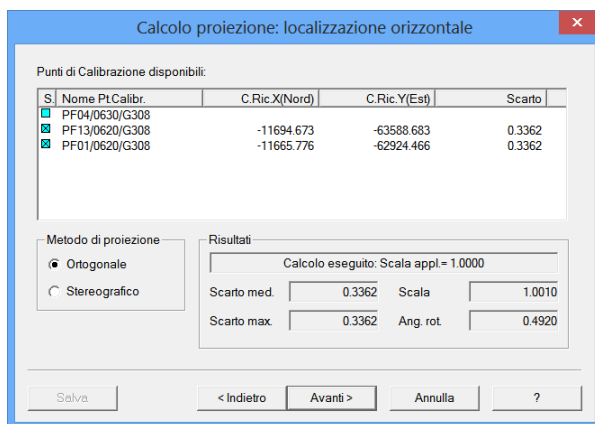 Calcolo proiezione: localizzazione orizzontale
Punti di Calibrazione disponibili:
S. Nome Pt.Calibr. C.Ric.X(Nord) C.Ric.Y(Est) Scarto
PF04/0630/G308
PF13/0620/G308 -11694.673 -63588.683 0.3362
PF01/0620/G308 -11665.776 -62924.466 0.3362
Metodo di proiezione
Ortogonale
Stereografico
Risultati
Calcolo eseguito: Scala appl.= 1.0000
Scarto med. 0.3362 Scala 1.0010
Scarto max. 0.3362 Ang. rot. 0.4920
Salva < Indietro Avanti > Annulla ?